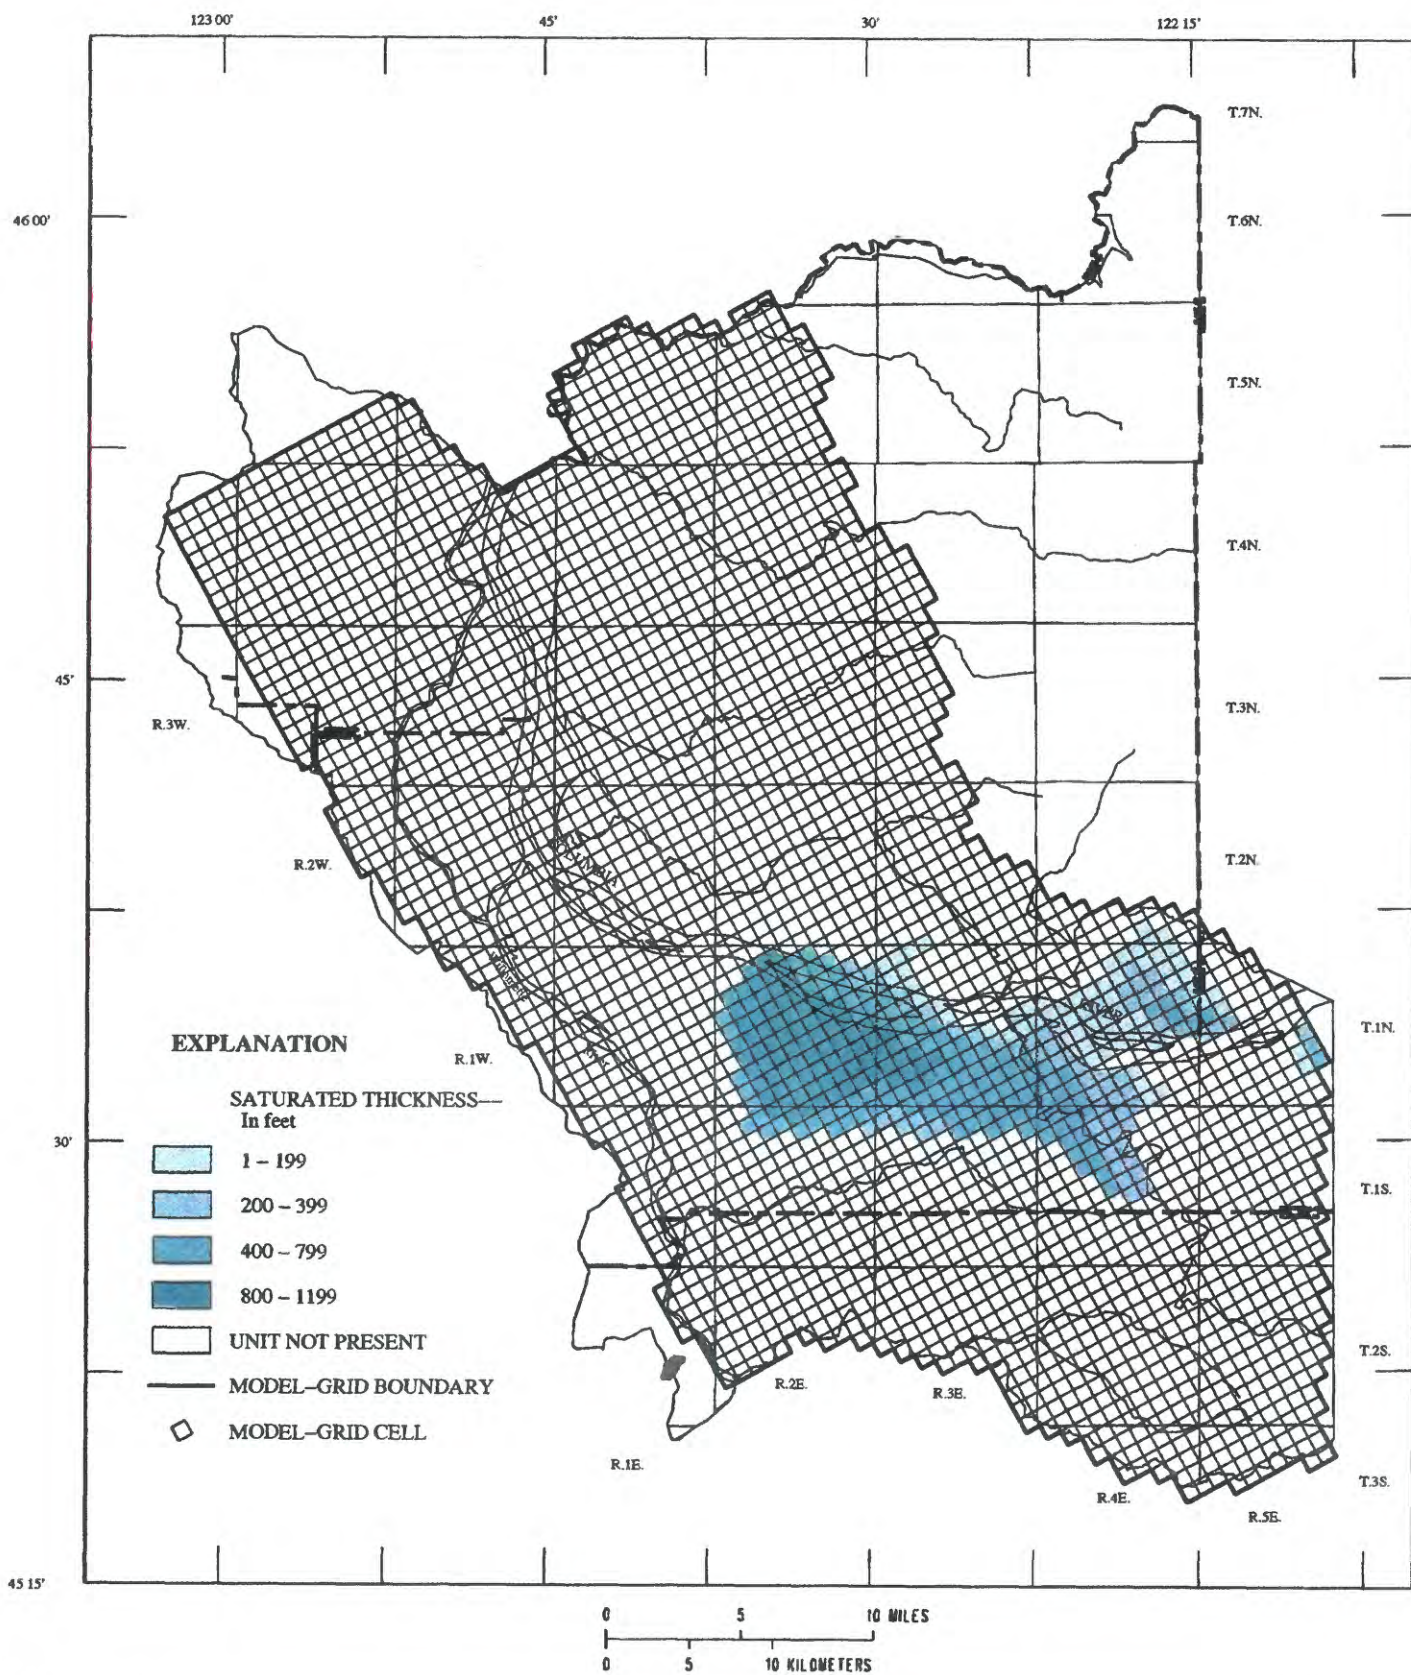 123 00'
45'
30'
122 15'
T.7N.
46 00'
T.6N.
T.5N.
T.4N.
45'
R.3W.
T.3N.
R.2W.
COLUMBIA
T.2N.
RIVER
T.1N.
EXPLANATION
R.1W.
River
SATURATED THICKNESS—
In feet
30'
1 – 199
200 – 399
400 – 799
800 – 1199
UNIT NOT PRESENT
MODEL–GRID BOUNDARY
MODEL–GRID CELL
T.1S.
T.2S.
R.2E.
R.3E.
R.1E.
T.3S.
R.4E.
R.5E.
45 15'
0 5 10 MILES
0 5 10 KILOMETERS